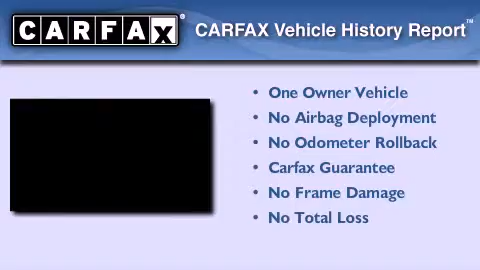 CARFAX® CARFAX Vehicle History Report™
• One Owner Vehicle
• No Airbag Deployment
• No Odometer Rollback
• Carfax Guarantee
• No Frame Damage
• No Total Loss